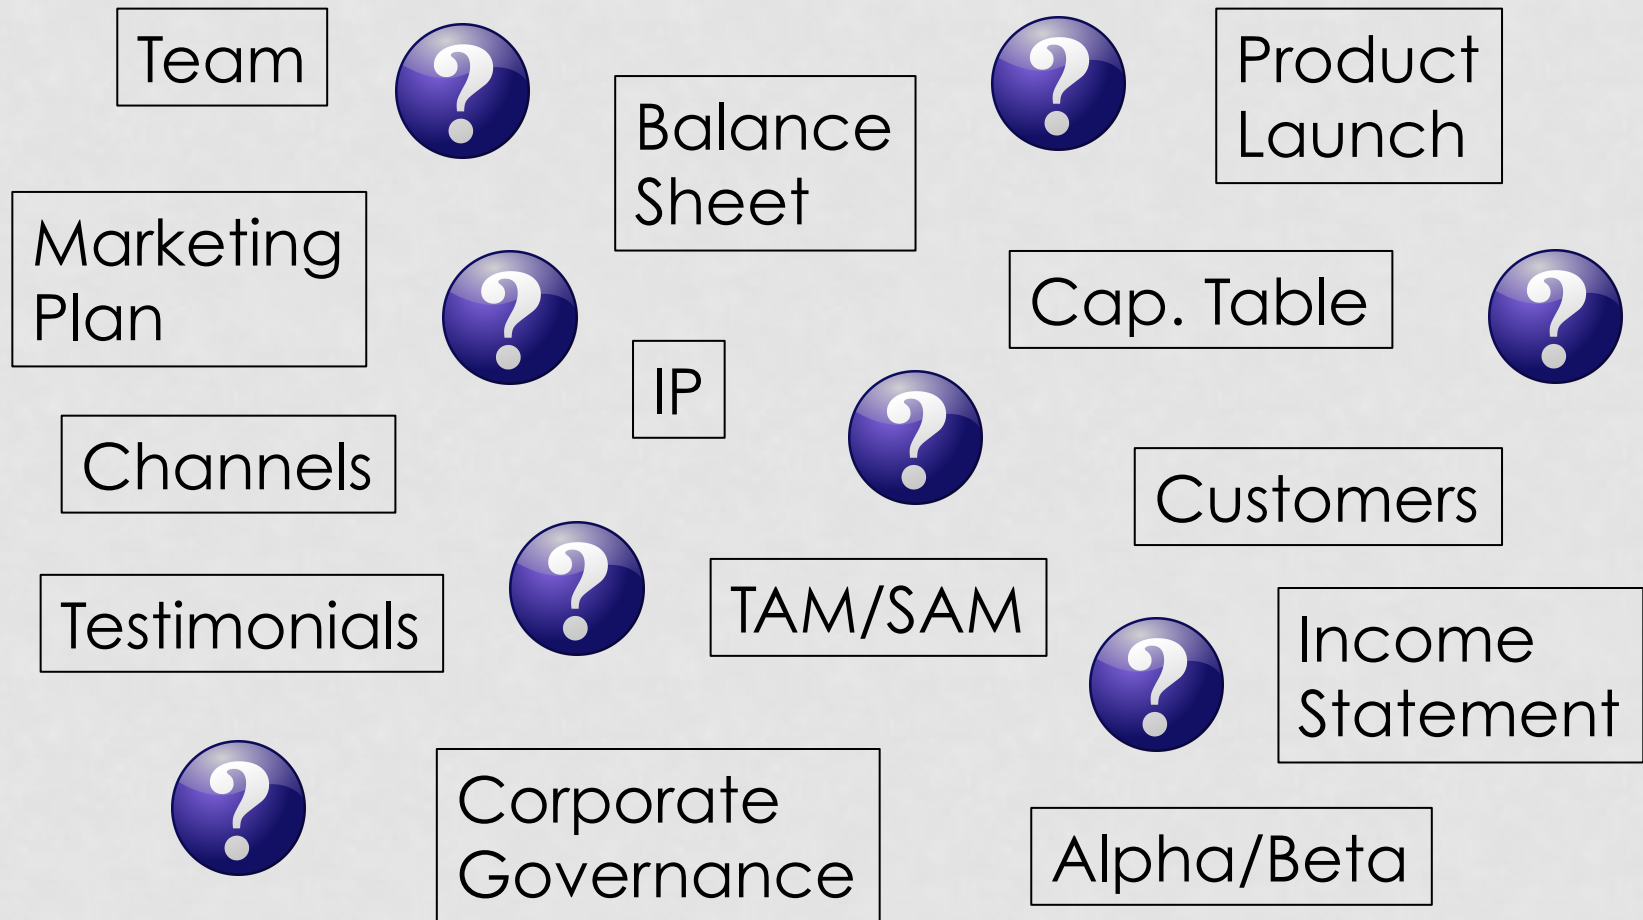 Team
?
?
Product
Launch
Balance
Sheet
Marketing
Plan
?
Cap. Table
?
IP
?
Channels
Customers
?
TAM/SAM
Testimonials
?
Income
Statement
?
Corporate
Governance
Alpha/Beta